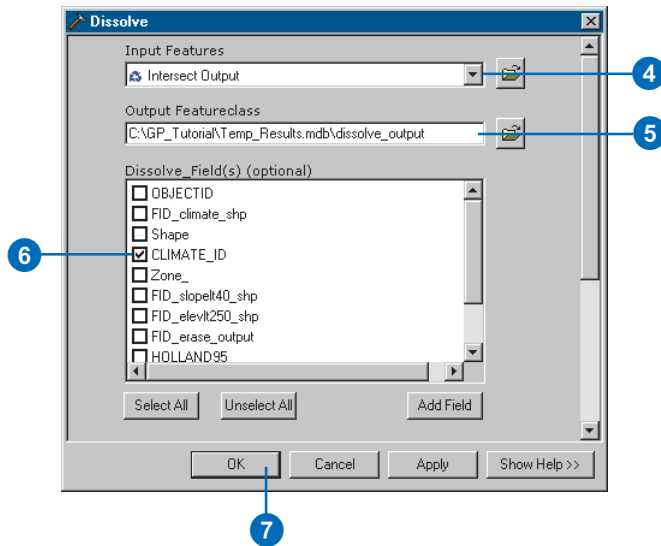 Dissolve
Input Features
Intersect Output
4
Output Featureclass
C:\GP_Tutorial\Temp_Results.mdb\dissolve_output
5
Dissolve_Field(s) (optional)
OBJECTID
FID_climate_shp
Shape
6
CLIMATE_ID
Zone_
FID_slopelt40_shp
FID_elevlt250_shp
FID_erase_output
HOLLAND95
Select All Unselect All Add Field
OK Cancel Apply Show Help >>
7